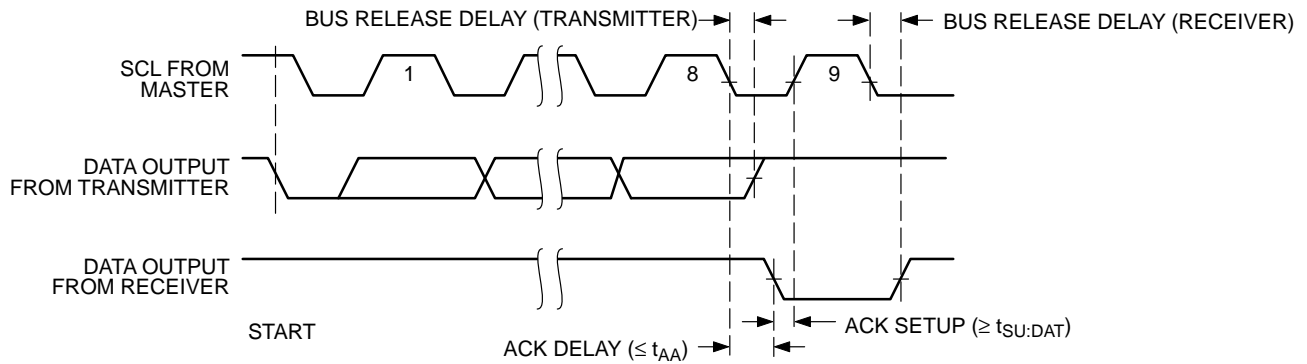 BUS RELEASE DELAY (TRANSMITTER)
BUS RELEASE DELAY (RECEIVER)
SCL FROM
MASTER
1
8
9
DATA OUTPUT
FROM TRANSMITTER
DATA OUTPUT
FROM RECEIVER
START
ACK SETUP (≥ tSU:DAT)
ACK DELAY (≤ tAA)